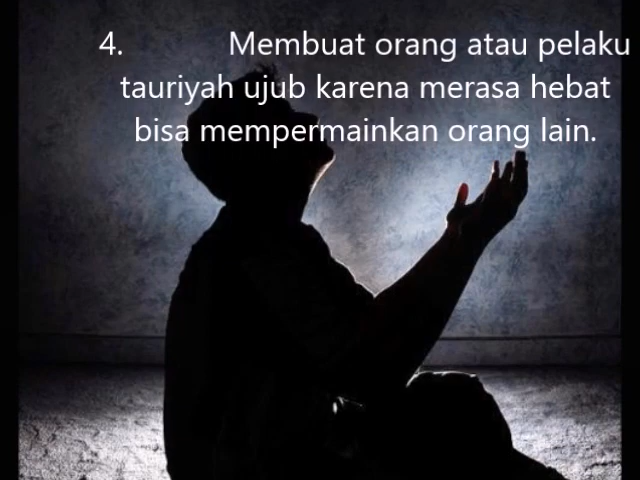 4. Membuat orang atau pelaku
tauriyah ujub karena merasa hebat
bisa mempermainkan orang lain.